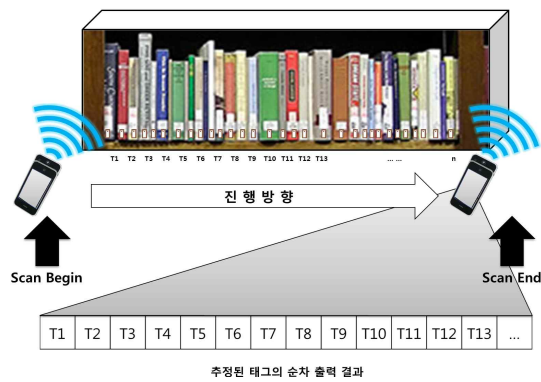 T1 T2 T3 T4 T5 T6 T7 T8 T9 T10 T11 T12 T13 ... ... n
진 행 방 향
Scan Begin
Scan End
T1 T2 T3 T4 T5 T6 T7 T8 T9 T10 T11 T12 T13 ...
추정된 태그의 순차 출력 결과